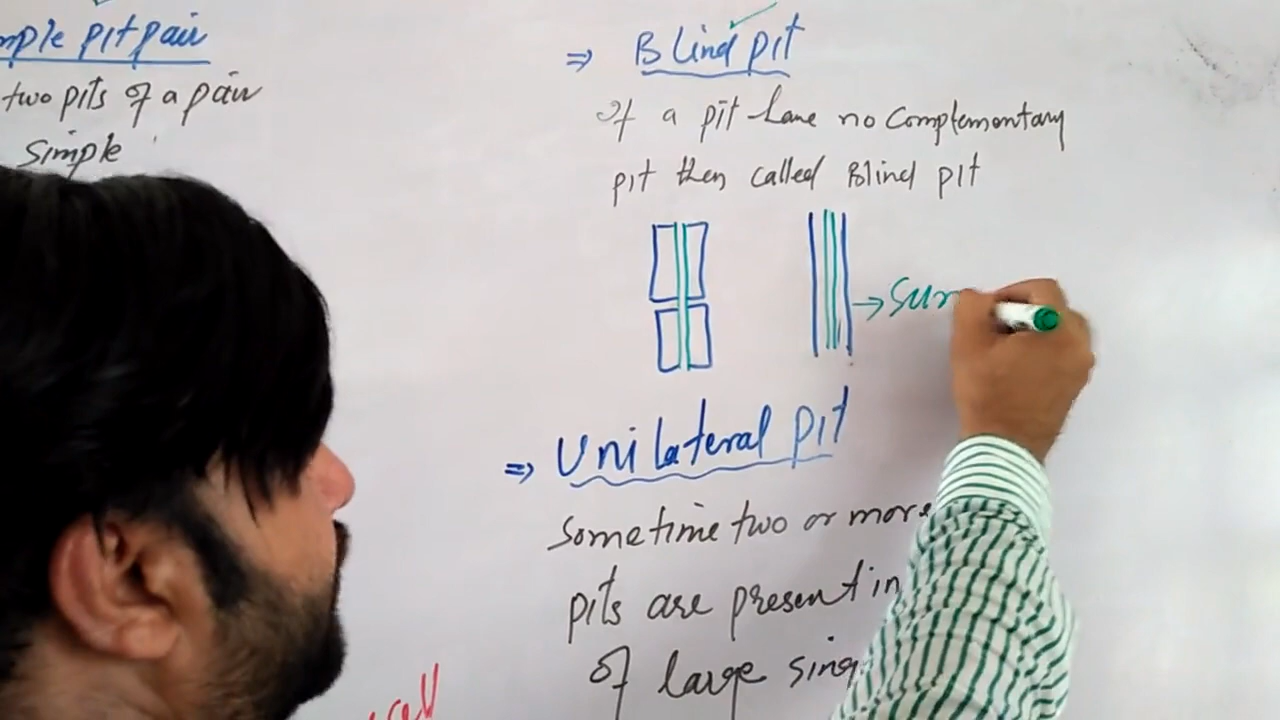 mple pit pair
two pits of a pair
simple
⇒ Blind pit
If a pit have no complementary
pit then called Blind pit
→ Sur
⇒ Unilateral pit
Sometime two or more
pits are present in
of large sing
cell